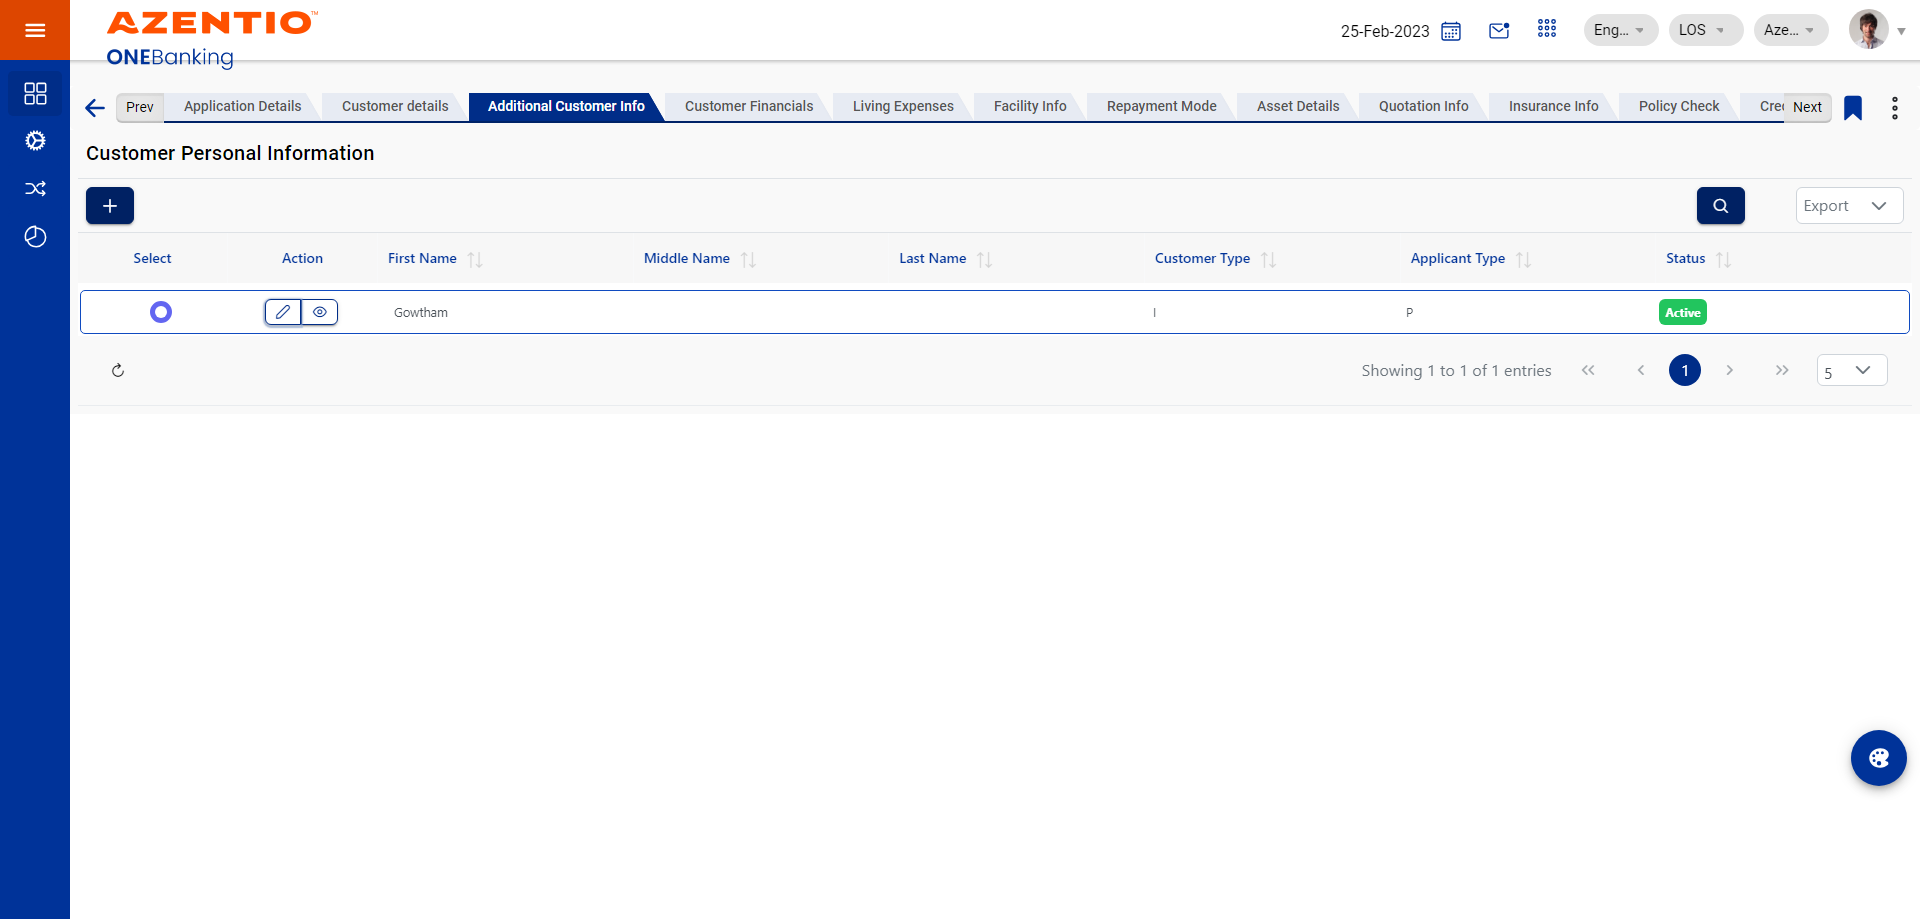 AZENTIO™
ONEBanking
25-Feb-2023
Eng...
LOS
Aze...
Prev
Application Details
Customer details
Additional Customer Info
Customer Financials
Living Expenses
Facility Info
Repayment Mode
Asset Details
Quotation Info
Insurance Info
Policy Check
Cre
Next
Customer Personal Information
Export
Select
Action
First Name
Middle Name
Last Name
Customer Type
Applicant Type
Status
Gowtham
I
P
Active
Showing 1 to 1 of 1 entries
1
5